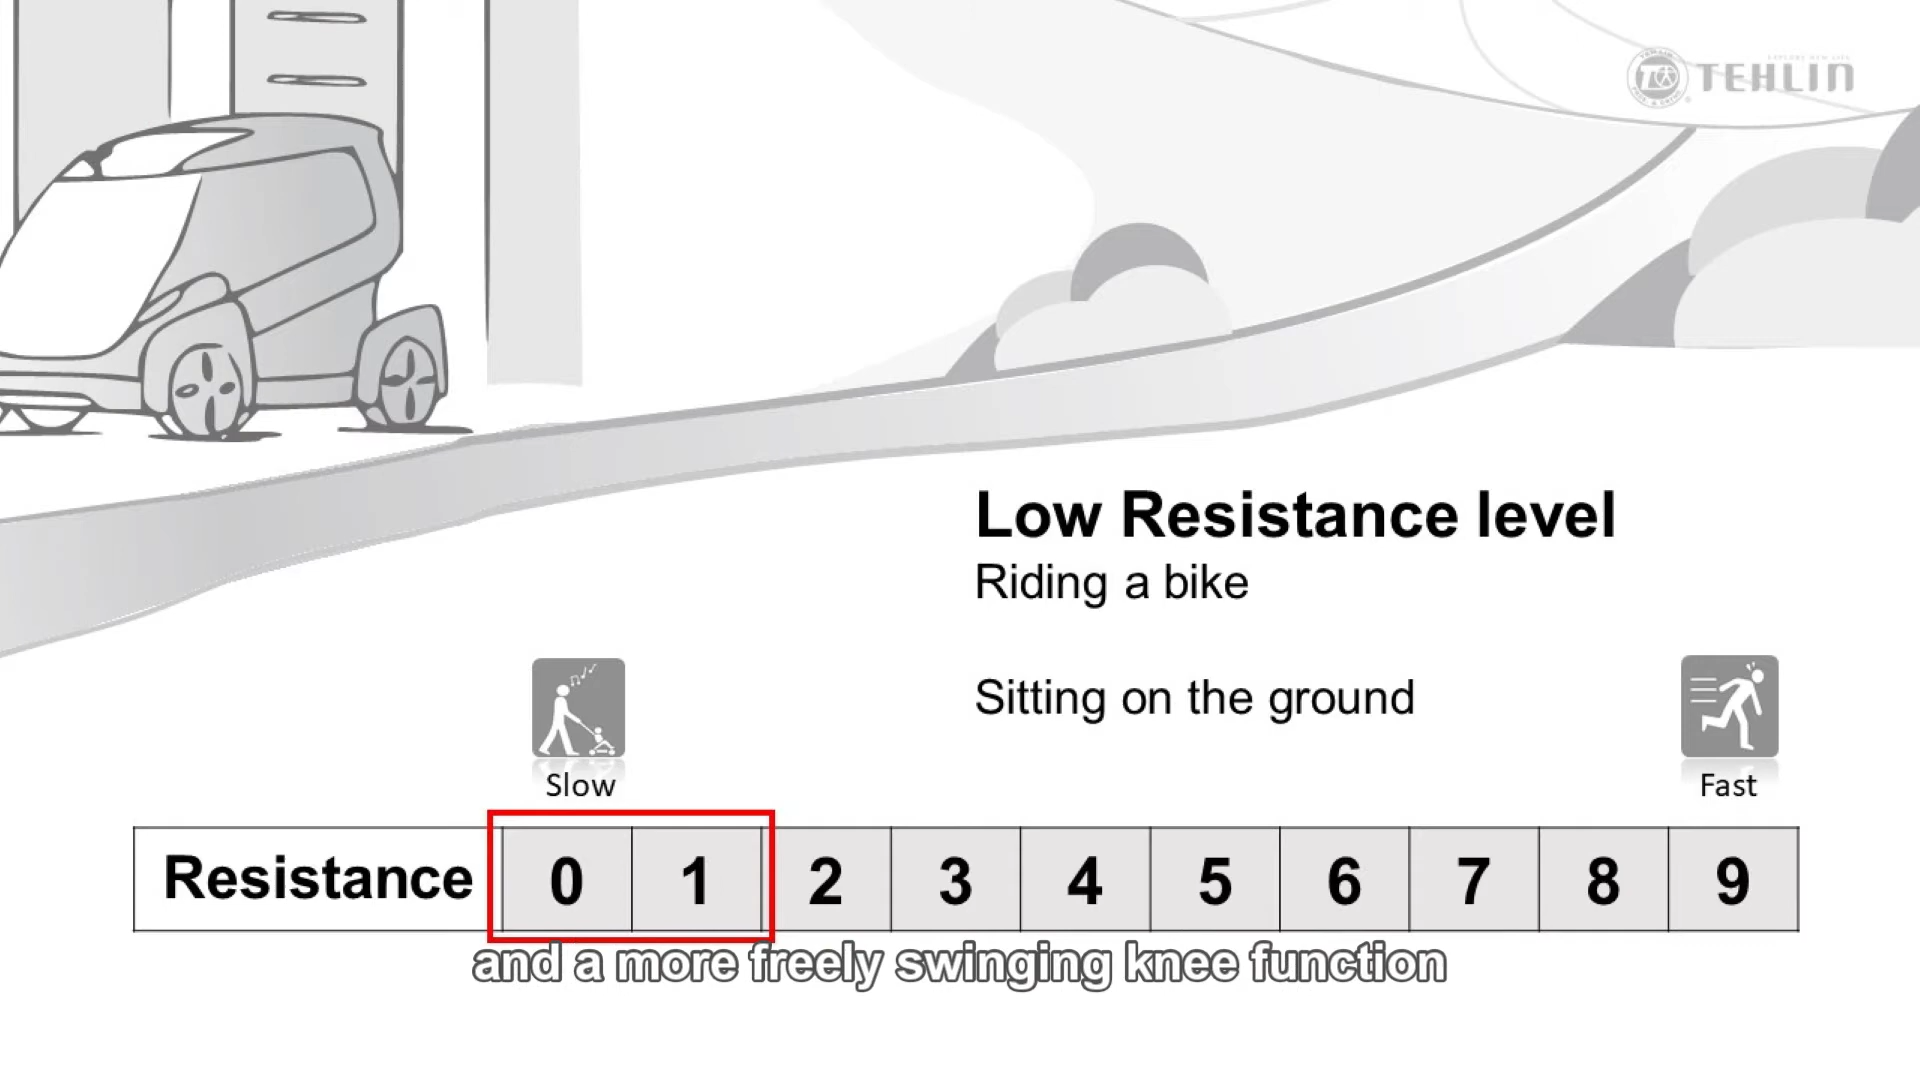 TEHLIN
Low Resistance level
Riding a bike
Sitting on the ground
Slow
Fast
Resistance 0 1 2 3 4 5 6 7 8 9
and a more freely swinging knee function